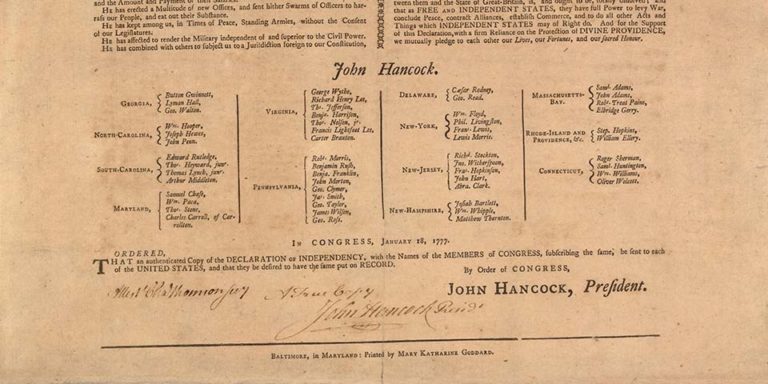 and the Amount and Payment of their Salaries.
He has erected a Multitude of new Offices, and sent hither Swarms of Officers to
harrass our People, and eat out their Substance.
He has kept among us, in Times of Peace, Standing Armies, without the Consent
of our Legislatures.
He has affected to render the Military independent of and superior to the Civil Power.
He has combined with others to subject us to a Jurisdiction foreign to our Constitution,
tween them and the State of Great-Britain, is, and ought to be, totally dissolved; and
that as FREE AND INDEPENDENT STATES, they have full Power to levy War,
conclude Peace, contract Alliances, establish Commerce, and to do all other Acts and
Things which INDEPENDENT STATES may of Right do. And for the Support
of this Declaration, with a firm Reliance on the Protection of DIVINE PROVIDENCE,
we mutually pledge to each other our Lives, our Fortunes, and our sacred Honour.
John Hancock.
GEORGIA,
Button Gwinnett,
Lyman Hall,
Geo. Walton.
NORTH-CAROLINA,
Wm. Hooper,
Joseph Hewes,
John Penn.
SOUTH-CAROLINA,
Edward Rutledge,
Thos. Heyward, junr.
Thomas Lynch, junr.
Arthur Middleton.
MARYLAND,
Samuel Chase,
Wm. Paca,
Thos. Stone,
Charles Carroll, of Car-
rollton.
VIRGINIA,
George Wythe,
Richard Henry Lee,
Ths. Jefferson,
Benja. Harrison,
Thos. Nelson, jr.
Francis Lightfoot Lee,
Carter Braxton.
PENNSYLVANIA,
Robt. Morris,
Benjamin Rush,
Benja. Franklin,
John Morton,
Geo. Clymer,
Jas. Smith,
Geo. Taylor,
James Wilson,
Geo. Ross.
DELAWARE,
Cæsar Rodney,
Geo. Read.
NEW-YORK,
Wm. Floyd,
Phil. Livingston,
Frans. Lewis,
Lewis Morris.
NEW-JERSEY,
Richd. Stockton,
Jno. Witherspoon,
Fras. Hopkinson,
John Hart,
Abra. Clark.
NEW-HAMPSHIRE,
Josiah Bartlett,
Wm. Whipple,
Matthew Thornton.
MASSACHUSETTS-
BAY.
Saml. Adams,
John Adams,
Robt. Treat Paine,
Elbridge Gerry.
RHODE-ISLAND AND
PROVIDENCE, &c.
Step. Hopkins,
William Ellery.
CONNECTICUT,
Roger Sherman,
Saml. Huntington,
Wm. Williams,
Oliver Wolcott.
IN CONGRESS, JANUARY 18, 1777.
ORDERED,
THAT an authenticated Copy of the DECLARATION OF INDEPENDENCY, with the Names of the MEMBERS of CONGRESS, subscribing the same, be sent to each
of the UNITED STATES, and that they be desired to have the same put on RECORD.
By Order of CONGRESS,
JOHN HANCOCK, President.
Attest Chas Thomson secy
A True Copy
John Hancock Presidt
BALTIMORE, in MARYLAND: Printed by MARY KATHARINE GODDARD.